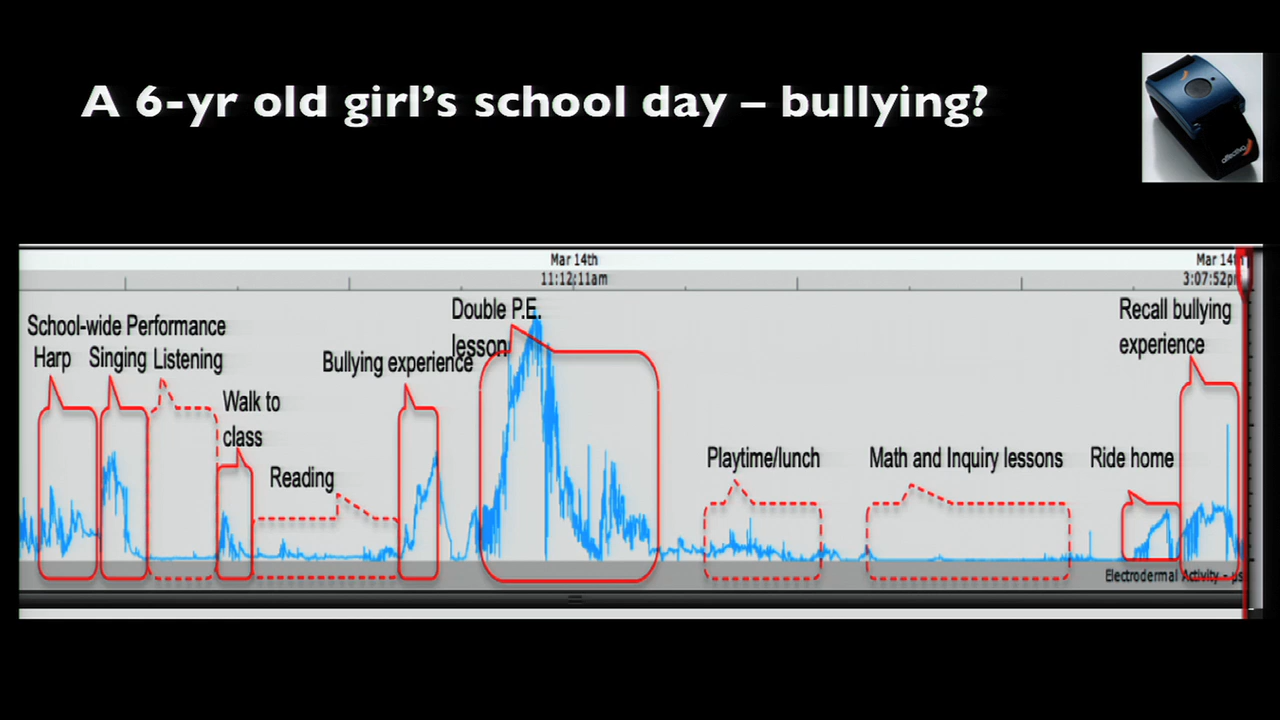 A 6-yr old girl's school day – bullying?
affectiva
Mar 14th
11:12:11am
Mar 14th
3:07:52pm
School-wide Performance
Harp
Singing
Listening
Walk to
class
Reading
Bullying experience
Double P.E.
lesson
Playtime/lunch
Math and Inquiry lessons
Ride home
Recall bullying
experience
Electrodermal Activity - µs